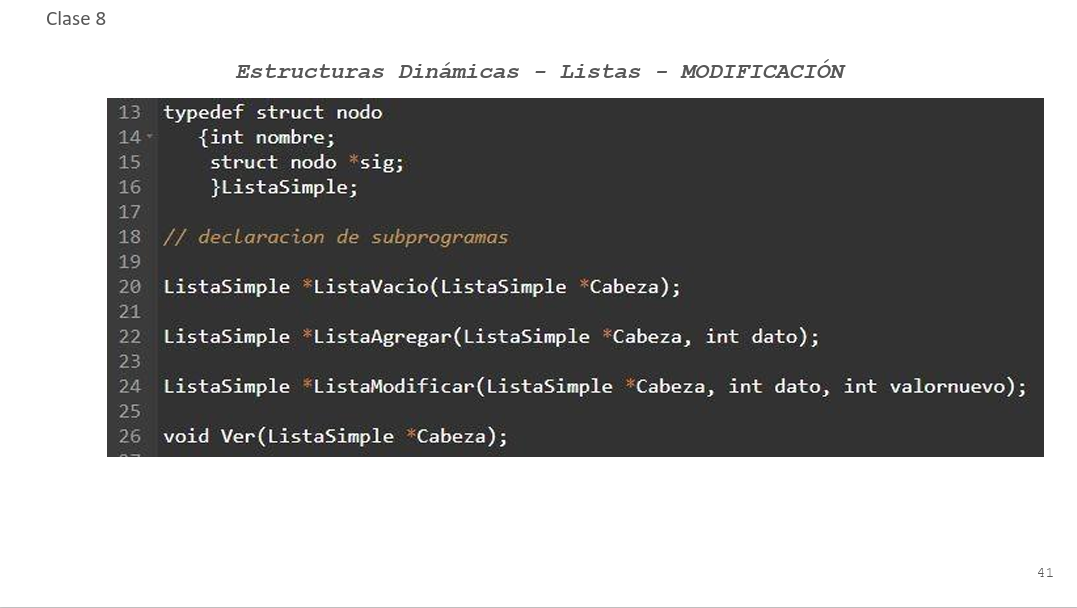 Clase 8
Estructuras Dinámicas - Listas - MODIFICACIÓN
13 typedef struct nodo
14 {int nombre;
15 struct nodo *sig;
16 }ListaSimple;
17
18 // declaracion de subprogramas
19
20 ListaSimple *ListaVacio(ListaSimple *Cabeza);
21
22 ListaSimple *ListaAgregar(ListaSimple *Cabeza, int dato);
23
24 ListaSimple *ListaModificar(ListaSimple *Cabeza, int dato, int valornuevo);
25
26 void Ver(ListaSimple *Cabeza);
41